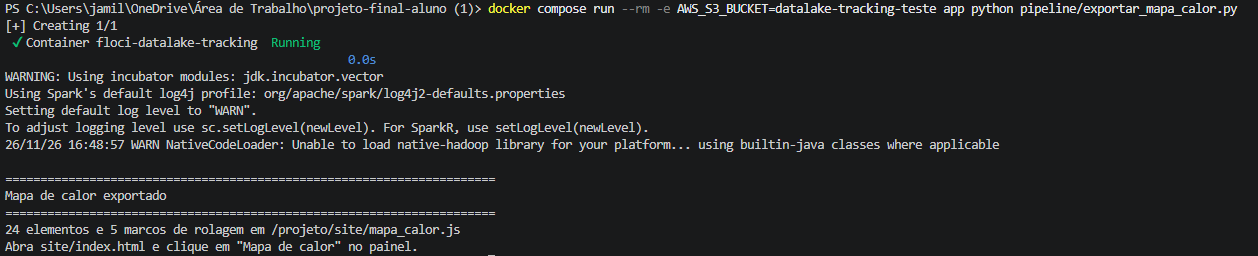 PS C:\Users\jamil\OneDrive\Área de Trabalho\projeto-final-aluno (1)> docker compose run --rm -e AWS_S3_BUCKET=datalake-tracking-teste app python pipeline/exportar_mapa_calor.py
[+] Creating 1/1
✔ Container floci-datalake-tracking  Running
0.0s
WARNING: Using incubator modules: jdk.incubator.vector
Using Spark's default log4j profile: org/apache/spark/log4j2-defaults.properties
Setting default log level to "WARN".
To adjust logging level use sc.setLogLevel(newLevel). For SparkR, use setLogLevel(newLevel).
26/11/26 16:48:57 WARN NativeCodeLoader: Unable to load native-hadoop library for your platform... using builtin-java classes where applicable
======================================================================
Mapa de calor exportado
======================================================================
24 elementos e 5 marcos de rolagem em /projeto/site/mapa_calor.js
Abra site/index.html e clique em "Mapa de calor" no painel.